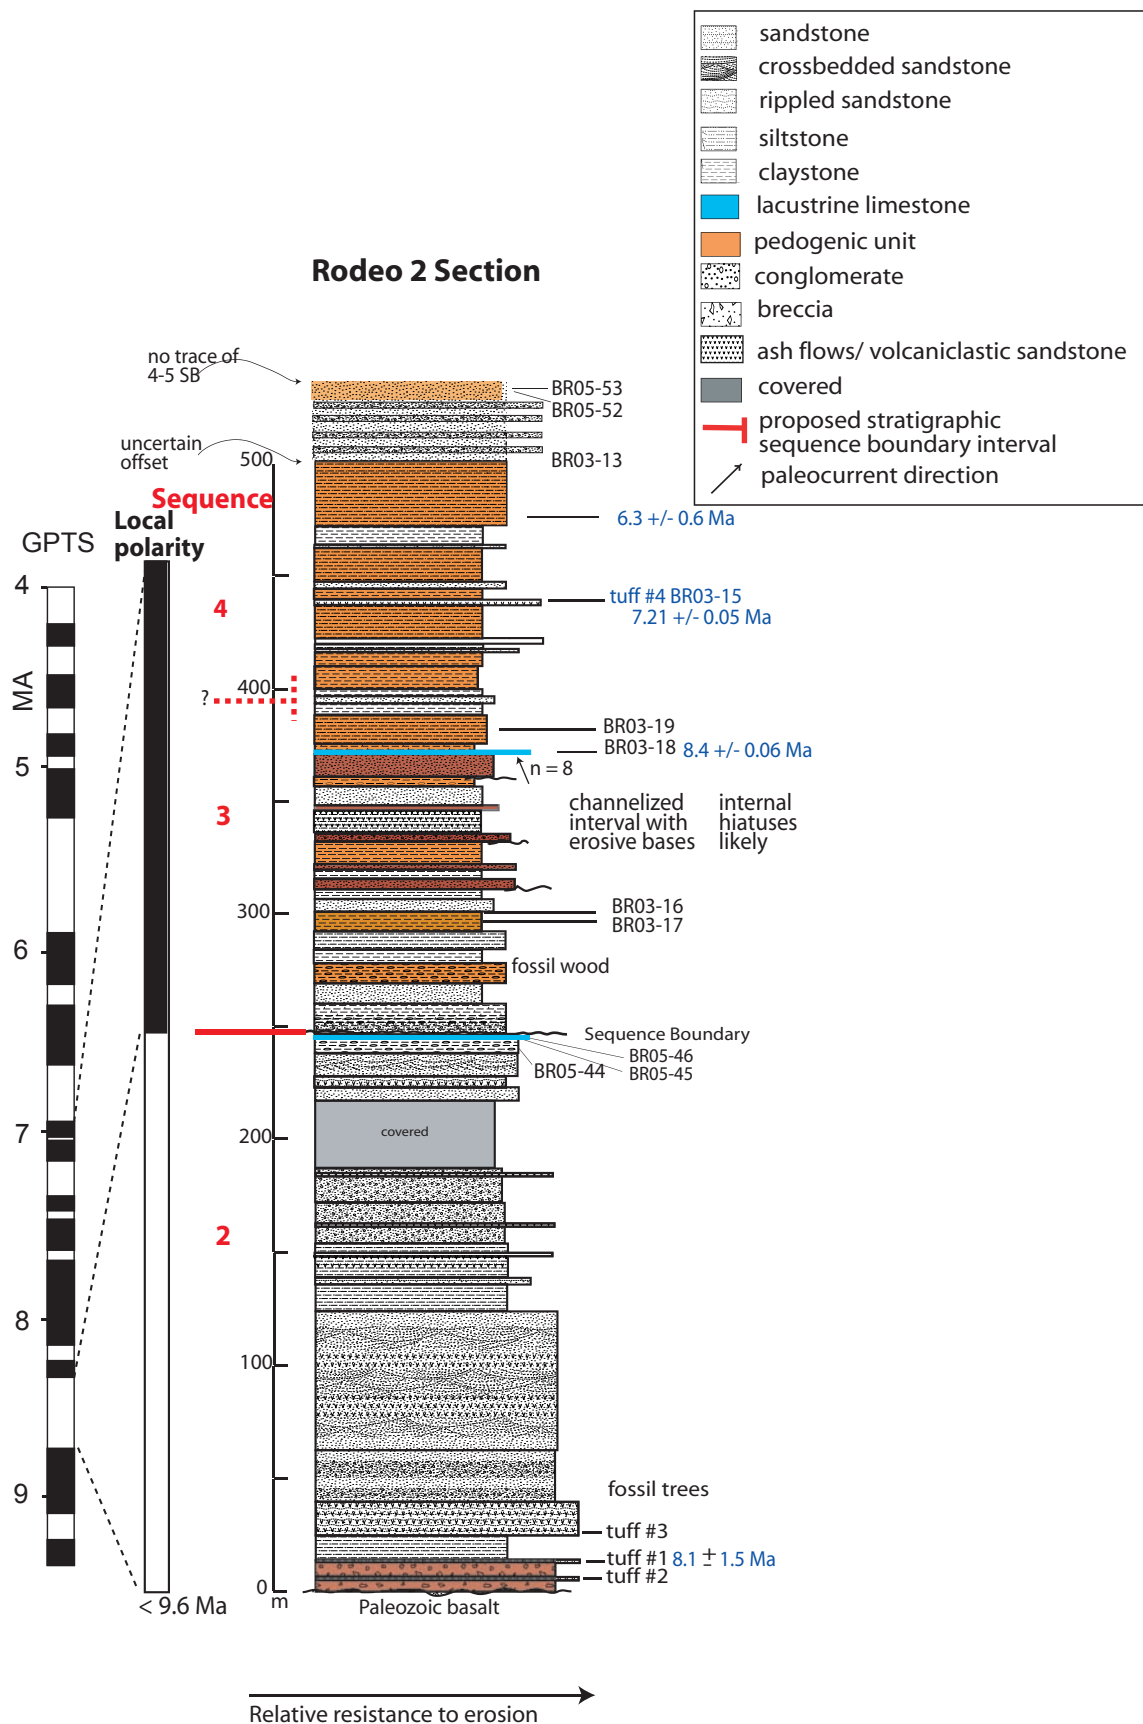 sandstone
crossbedded sandstone
rippled sandstone
siltstone
claystone
lacustrine limestone
pedogenic unit
conglomerate
breccia
ash flows/ volcaniclastic sandstone
covered
proposed stratigraphic
sequence boundary interval
paleocurrent direction
Rodeo 2 Section
no trace of
4-5 SB
BR05-53
BR05-52
uncertain
offset
BR03-13
500
Sequence
Local
polarity
GPTS
6.3 +/- 0.6 Ma
4
4
tuff #4 BR03-15
7.21 +/- 0.05 Ma
MA
?
400
BR03-19
BR03-18 8.4 +/- 0.06 Ma
5
n = 8
3
channelized
interval with
erosive bases
internal
hiatuses
likely
300
BR03-16
BR03-17
6
fossil wood
Sequence Boundary
BR05-46
BR05-44
BR05-45
7
200
covered
2
8
100
9
fossil trees
tuff #3
tuff #1 8.1 ± 1.5 Ma
tuff #2
0
m
< 9.6 Ma
Paleozoic basalt
Relative resistance to erosion